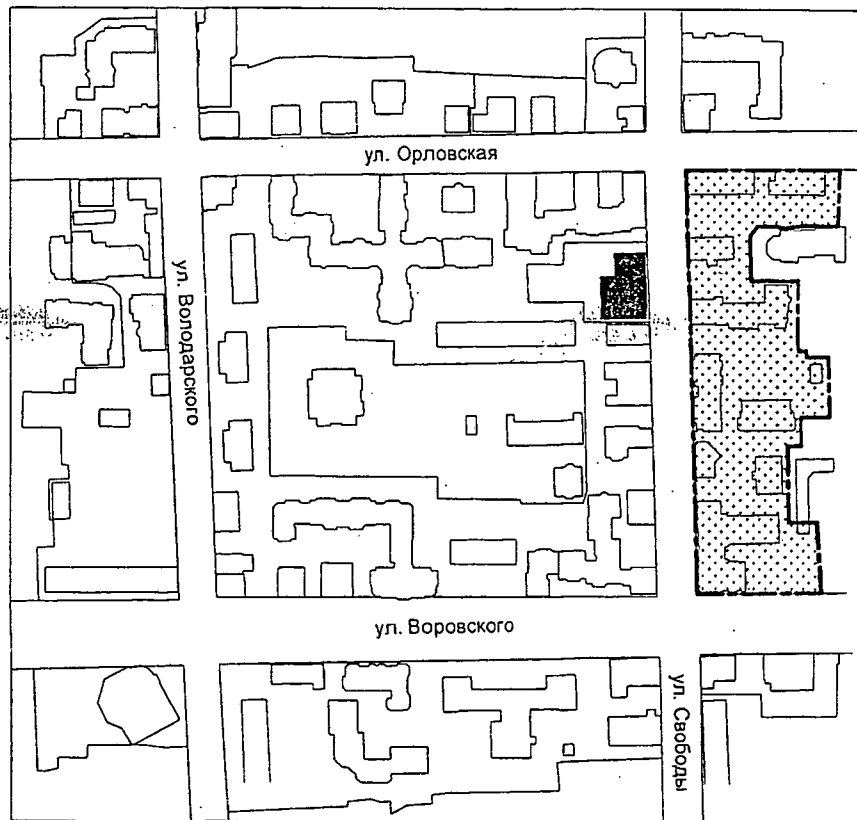 ул. Орловская
ул. Володарского
ул. Воровского
ул. Свободы